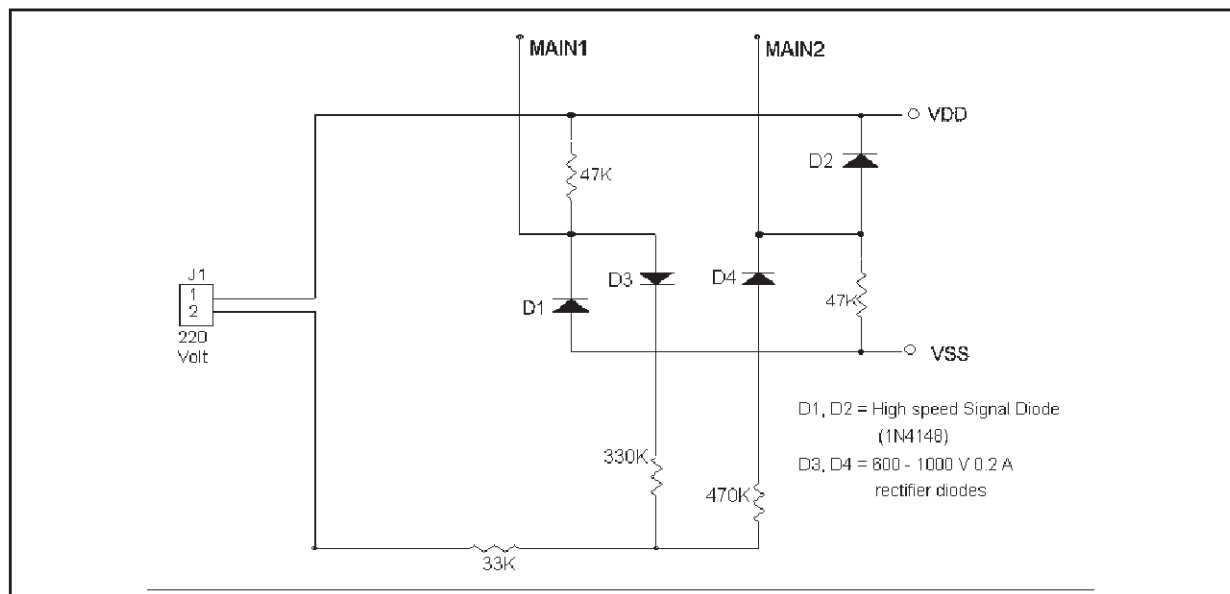 MAIN1
MAIN2
VDD
D2
47K
J1
1
2
220
Volt
D3
D4
D1
47K
VSS
D1, D2 = High speed Signal Diode
(1N4148)
D3, D4 = 600 - 1000 V 0.2 A
rectifier diodes
330K
470K
33K